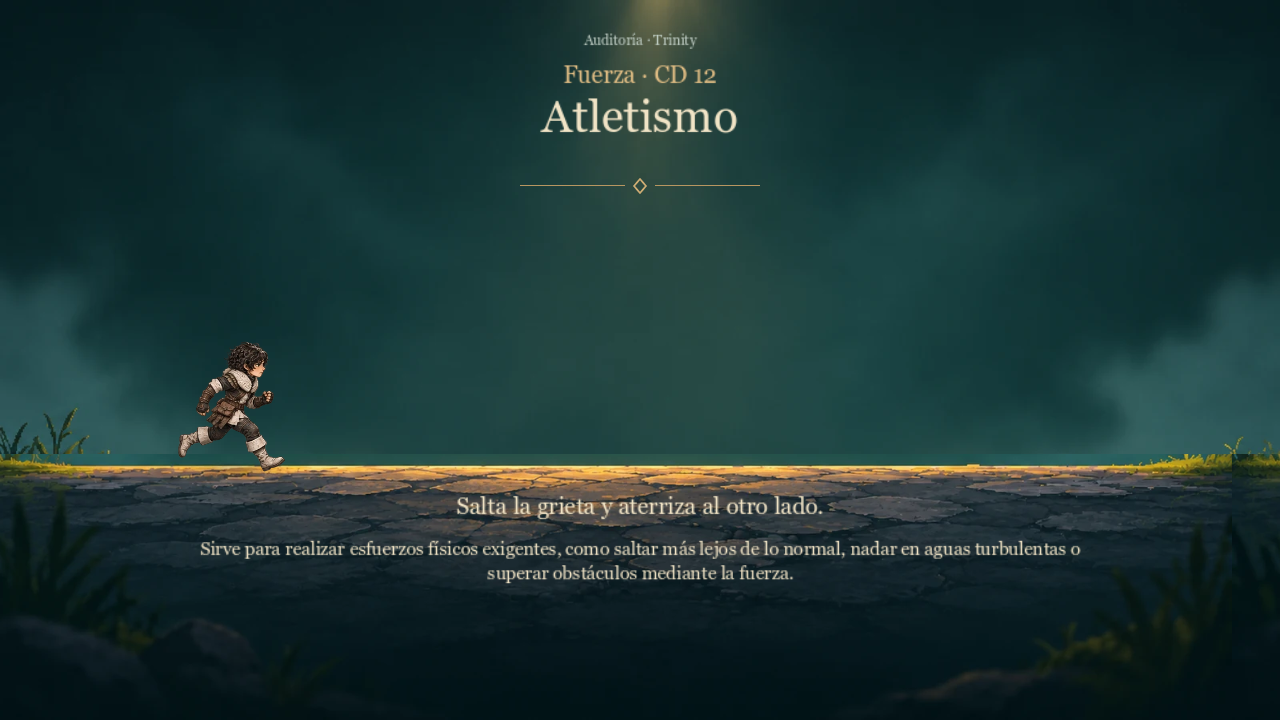 Auditoría · Trinity
Fuerza · CD 12
Atletismo
Salta la grieta y aterriza al otro lado.
Sirve para realizar esfuerzos físicos exigentes, como saltar más lejos de lo normal, nadar en aguas turbulentas o
superar obstáculos mediante la fuerza.